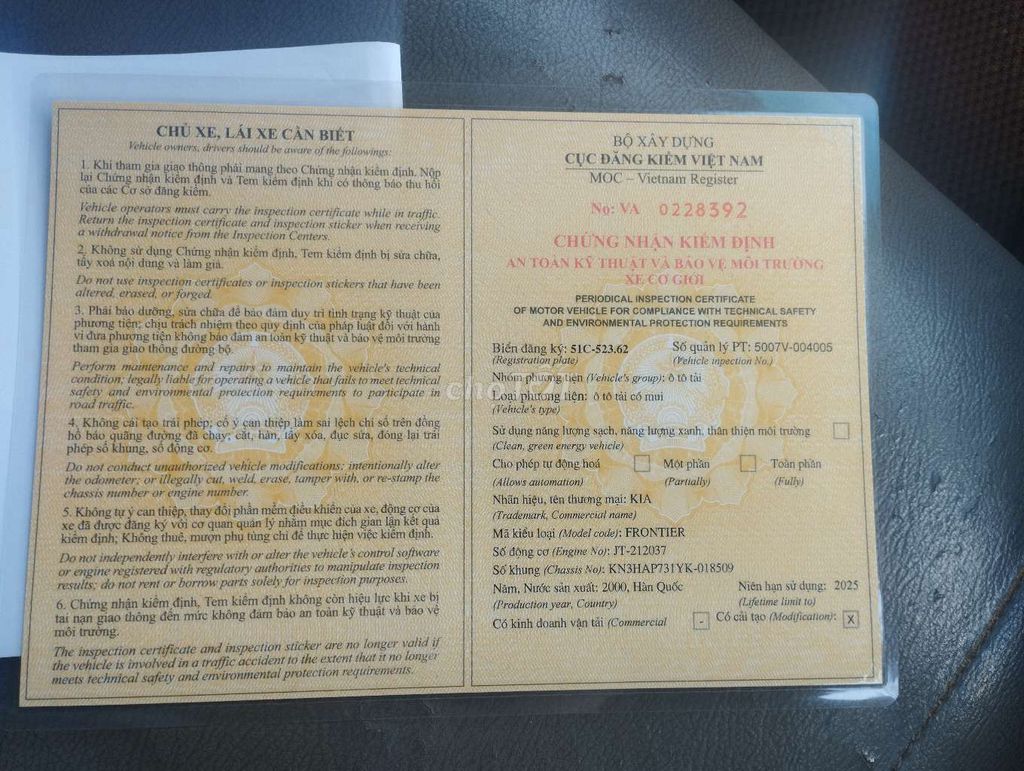 CHỦ XE, LÁI XE CẦN BIẾT
Vehicle owners, drivers should be aware of the followings:
1. Khi tham gia giao thông phải mang theo Chứng nhận kiểm định. Nộp
lại Chứng nhận kiểm định và Tem kiểm định khi có thông báo thu hồi
của các Cơ sở đăng kiểm.
Vehicle operators must carry the inspection certificate while in traffic.
Return the inspection certificate and inspection sticker when receiving
a withdrawal notice from the Inspection Centers.
2. Không sử dụng Chứng nhận kiểm định, Tem kiểm định bị sửa chữa,
tẩy xoá nội dung và làm giả.
Do not use inspection certificates or inspection stickers that have been
altered, erased, or forged.
3. Phải bảo dưỡng, sửa chữa để bảo đảm duy trì tình trạng kỹ thuật của
phương tiện; chịu trách nhiệm theo quy định của pháp luật đối với hành
vi đưa phương tiện không bảo đảm an toàn kỹ thuật và bảo vệ môi trường
tham gia giao thông đường bộ.
Perform maintenance and repairs to maintain the vehicle's technical
condition; legally liable for operating a vehicle that fails to meet technical
safety and environmental protection requirements to participate in
road traffic.
4. Không cải tạo trái phép; cố ý can thiệp làm sai lệch chỉ số trên đồng
hồ báo quãng đường đã chạy; cắt, hàn, tẩy xóa, đục sửa, đóng lại trái
phép số khung, số động cơ.
Do not conduct unauthorized vehicle modifications; intentionally alter
the odometer; or illegally cut, weld, erase, tamper with, or re-stamp the
chassis number or engine number.
5. Không tự ý can thiệp, thay đổi phần mềm điều khiển của xe, động cơ của
xe đã được đăng ký với cơ quan quản lý nhằm mục đích gian lận kết quả
kiểm định; Không thuê, mượn phụ tùng chỉ để thực hiện việc kiểm định.
Do not independently interfere with or alter the vehicle's control software
or engine registered with regulatory authorities to manipulate inspection
results; do not rent or borrow parts solely for inspection purposes.
6. Chứng nhận kiểm định, Tem kiểm định không còn hiệu lực khi xe bị
tai nạn giao thông đến mức không đảm bảo an toàn kỹ thuật và bảo vệ
môi trường.
The inspection certificate and inspection sticker are no longer valid if
the vehicle is involved in a traffic accident to the extent that it no longer
meets technical safety and environmental protection requirements.
BỘ XÂY DỰNG
CỤC ĐĂNG KIỂM VIỆT NAM
MOC – Vietnam Register
No: VA 0228392
CHỨNG NHẬN KIỂM ĐỊNH
AN TOÀN KỸ THUẬT VÀ BẢO VỆ MÔI TRƯỜNG
XE CƠ GIỚI
PERIODICAL INSPECTION CERTIFICATE
OF MOTOR VEHICLE FOR COMPLIANCE WITH TECHNICAL SAFETY
AND ENVIRONMENTAL PROTECTION REQUIREMENTS
Biển đăng ký: 51C-523.62 Số quản lý PT: 5007V-004005
(Registration plate) (Vehicle inpection No.)
Nhóm phương tiện (Vehicle's group): ô tô tải
Loại phương tiện: ô tô tải có mui
(Vehicle's type)
Sử dụng năng lượng sạch, năng lượng xanh, thân thiện môi trường
(Clean, green energy vehicle)
Cho phép tự động hoá Một phần Toàn phần
(Allows automation) (Partially) (Fully)
Nhãn hiệu, tên thương mại: KIA
(Trademark, Commercial name)
Mã kiểu loại (Model code): FRONTIER
Số động cơ (Engine No): JT-212037
Số khung (Chassis No): KN3HAP731YK-018509
Năm, Nước sản xuất: 2000, Hàn Quốc Niên hạn sử dụng: 2025
(Production year, Country) (Lifetime limit to)
Có kinh doanh vận tải (Commercial - Có cải tạo (Modification): X